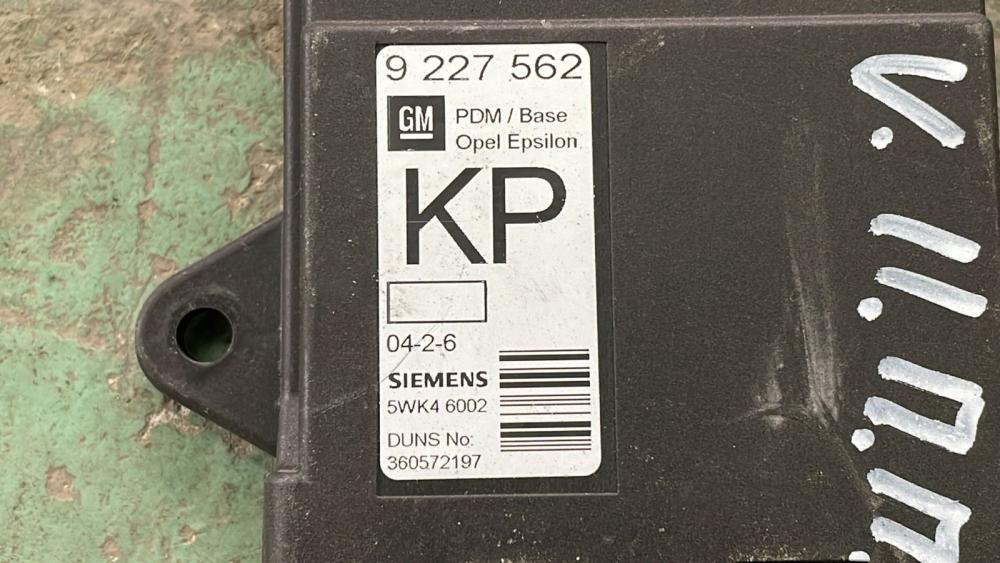 9 227 562
GM
PDM / Base
Opel Epsilon
KP
04-2-6
SIEMENS
5WK4 6002
DUNS No:
360572197
V.